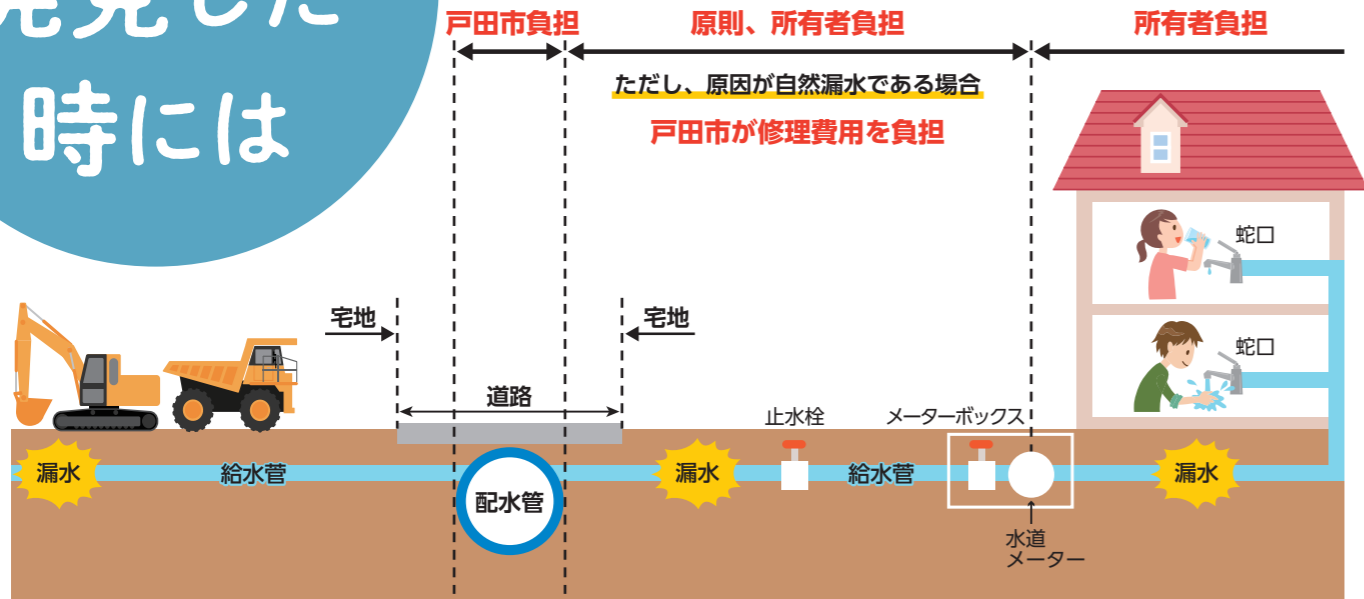 発見した
時には
戸田市負担
原則、所有者負担
所有者負担
ただし、原因が自然漏水である場合
戸田市が修理費用を負担
蛇口
蛇口
宅地
宅地
道路
止水栓
メーターボックス
漏水
給水管
配水管
漏水
給水管
漏水
水道
メーター